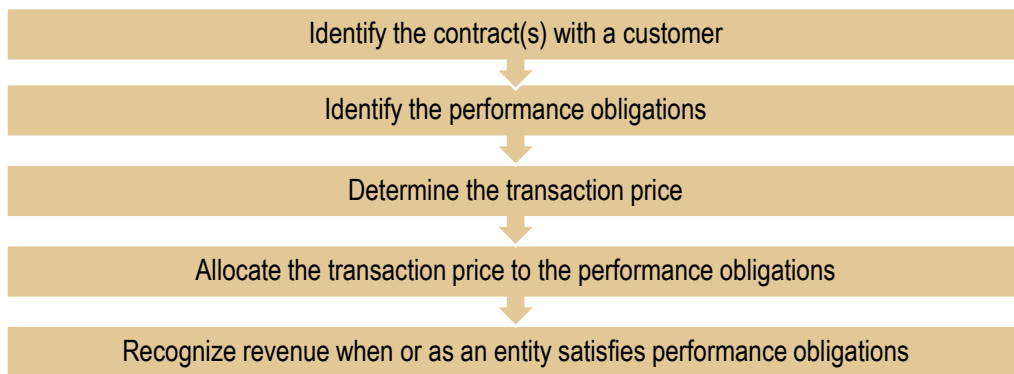 Identify the contract(s) with a customer
Identify the performance obligations
Determine the transaction price
Allocate the transaction price to the performance obligations
Recognize revenue when or as an entity satisfies performance obligations